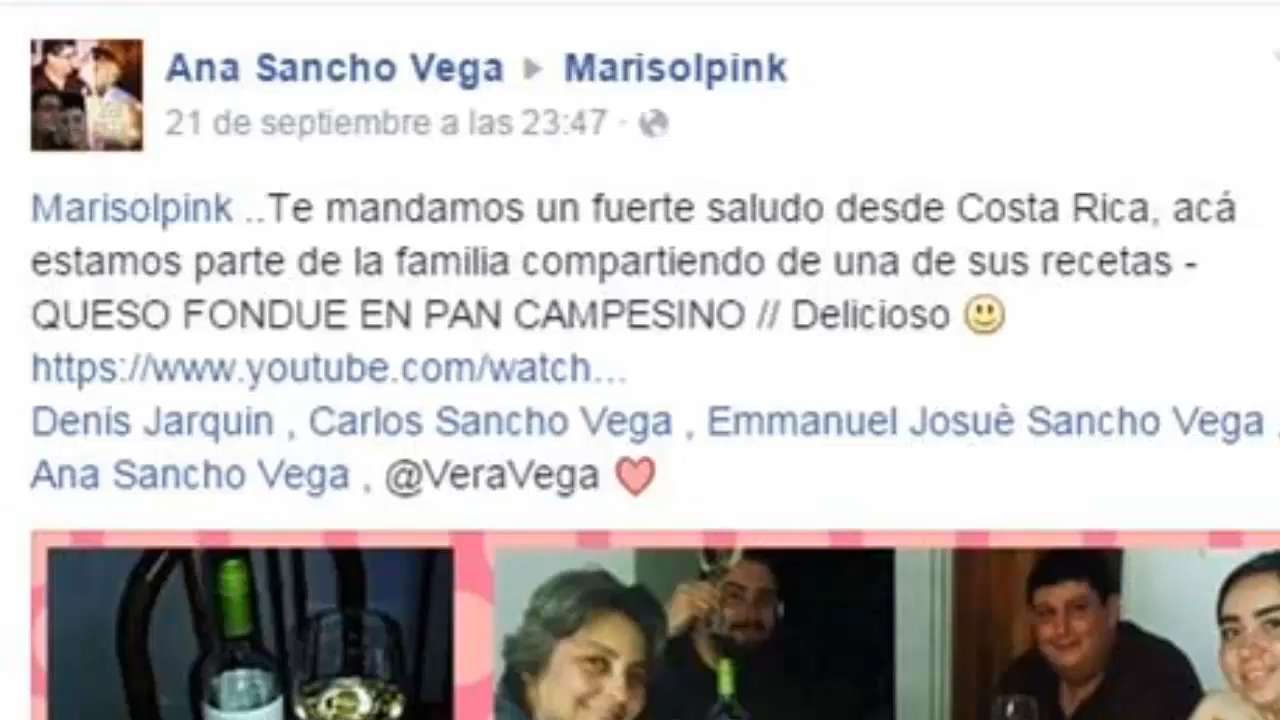 Ana Sancho Vega ▸ Marisolpink
21 de septiembre a las 23:47 ·
Marisolpink ..Te mandamos un fuerte saludo desde Costa Rica, acá
estamos parte de la familia compartiendo de una de sus recetas -
QUESO FONDUE EN PAN CAMPESINO // Delicioso 🙂
https://www.youtube.com/watch...
Denis Jarquin , Carlos Sancho Vega , Emmanuel Josuè Sancho Vega ,
Ana Sancho Vega , @VeraVega ❤